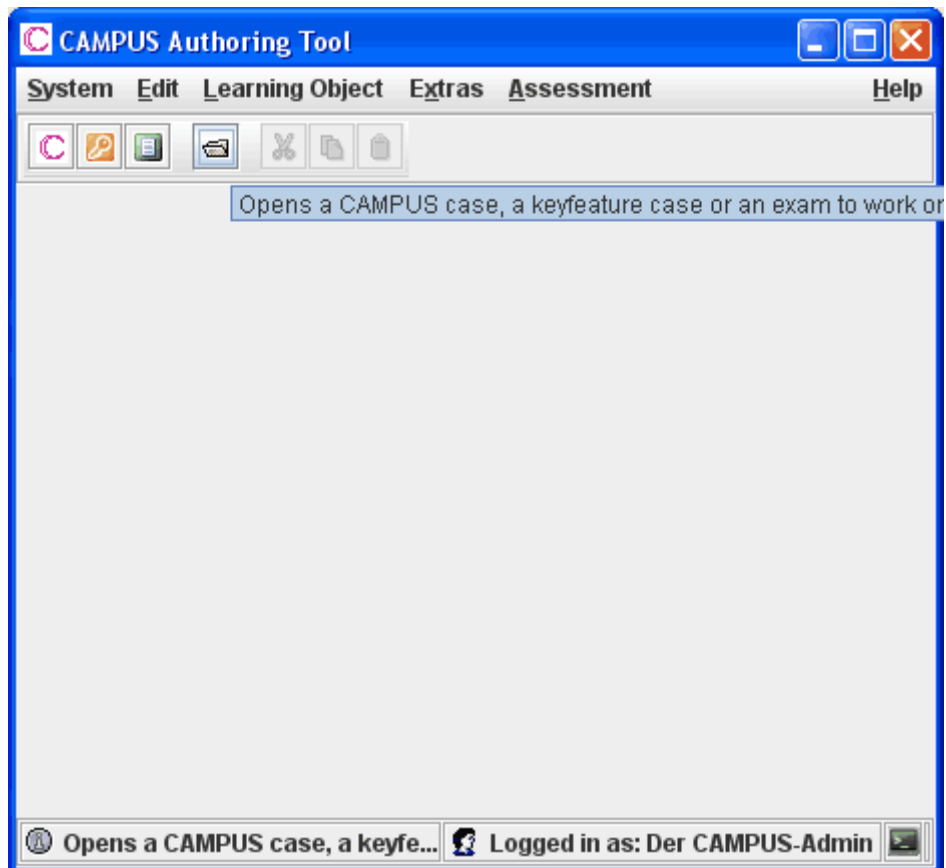 CAMPUS Authoring Tool
System Edit Learning Object Extras Assessment Help
Opens a CAMPUS case, a keyfeature case or an exam to work or
Opens a CAMPUS case, a keyfe... Logged in as: Der CAMPUS-Admin